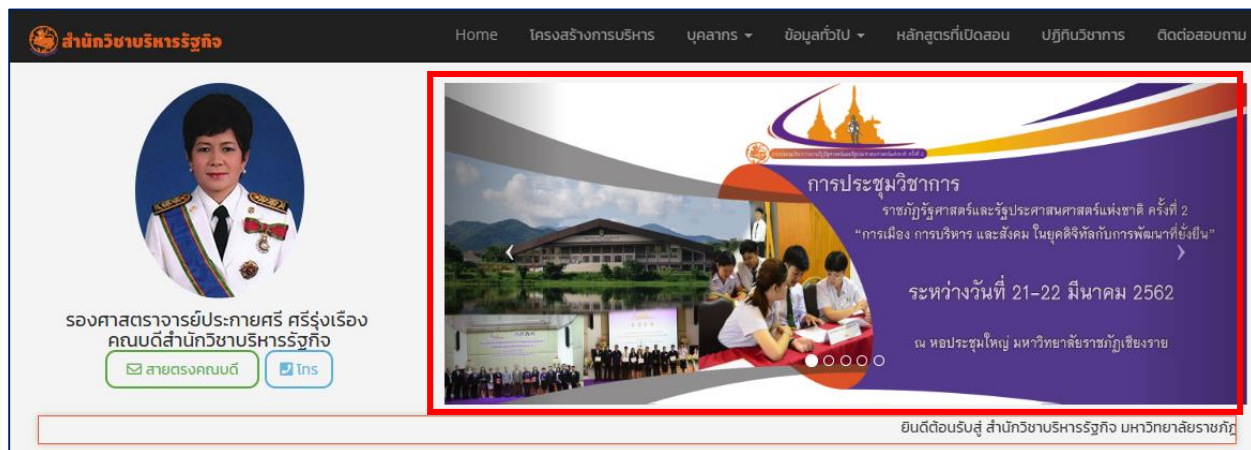 สำนักวิชาบริหารรัฐกิจ
Home โครงสร้างการบริหาร บุคลากร ข้อมูลทั่วไป หลักสูตรที่เปิดสอน ปฏิทินวิชาการ ติดต่อสอบถาม
การประชุมวิชาการ
ราชภัฏรัฐศาสตร์และรัฐประศาสนศาสตร์แห่งชาติ ครั้งที่ 2
“การเมือง การบริหาร และสังคม ในยุคดิจิทัลกับการพัฒนาที่ยั่งยืน”
ระหว่างวันที่ 21-22 มีนาคม 2562
ณ หอประชุมใหญ่ มหาวิทยาลัยราชภัฏเชียงราย
รองศาสตราจารย์ประกายศรี ศรีรุ่งเรือง
คณบดีสำนักวิชาบริหารรัฐกิจ
สายตรงคณบดี โทร
ยินดีต้อนรับสู่ สำนักวิชาบริหารรัฐกิจ มหาวิทยาลัยราชภัฏ